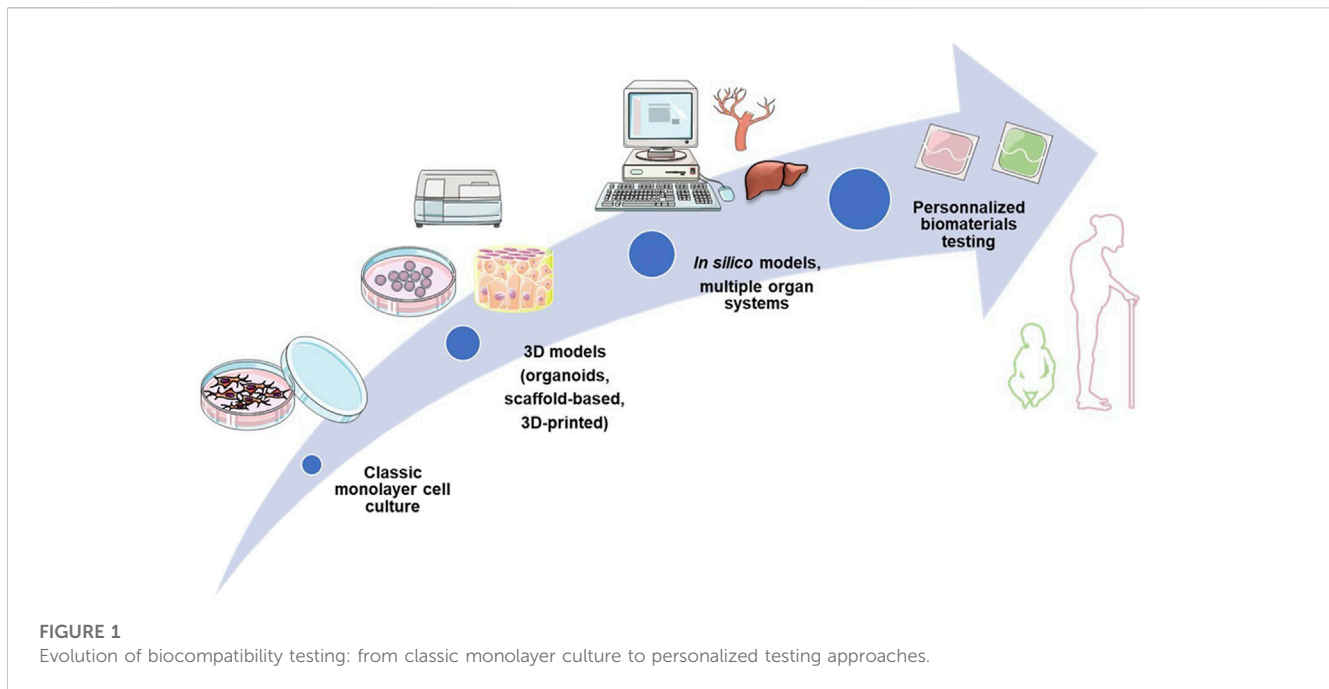 Personnalized
biomaterials
testing
In silico models,
multiple organ
systems
3D models
(organoids,
scaffold-based,
3D-printed)
Classic
monolayer cell
culture
FIGURE 1
Evolution of biocompatibility testing: from classic monolayer culture to personalized testing approaches.